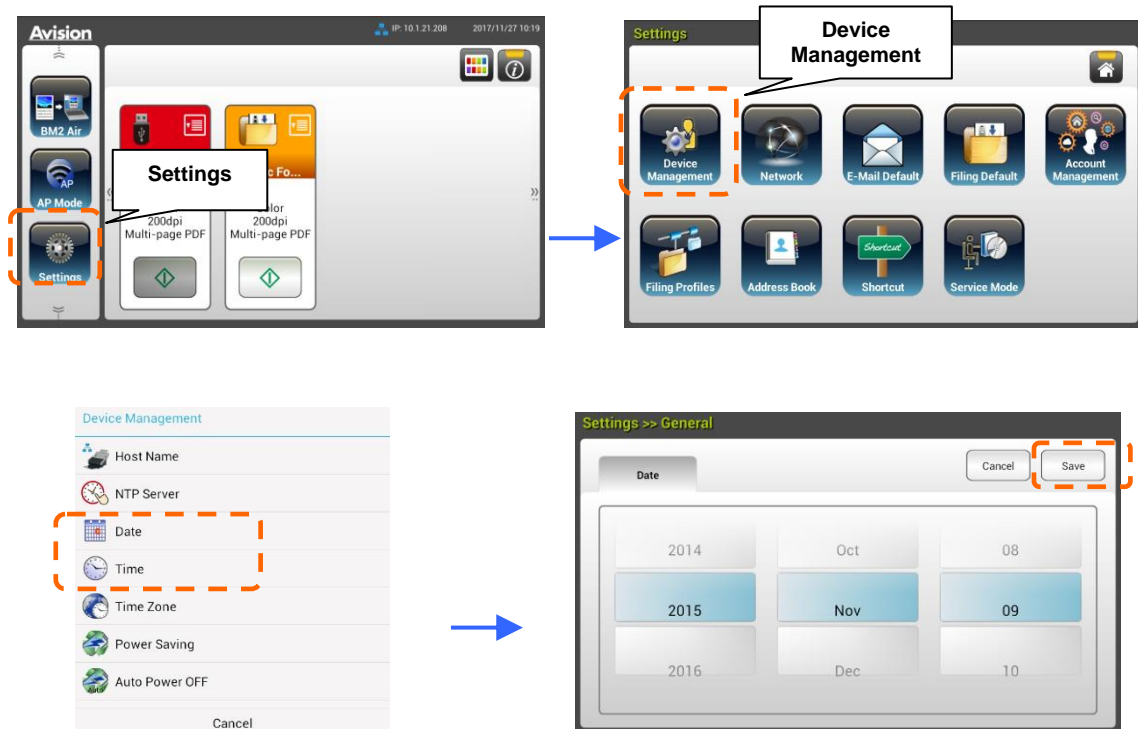 Avision
IP: 10.1.21.208
2017/11/27 10:19
BM2 Air
AP
AP Mode
Settings
Settings
c Fo...
olor
200dpi
Multi-page PDF
200dpi
Multi-page PDF
Settings
Device
Management
Device
Management
Network
E-Mail Default
Filing Default
Account
Management
Filing Profiles
Address Book
Shortcut
Shortcut
Service Mode
Device Management
Host Name
NTP Server
Date
Time
Time Zone
Power Saving
Auto
Auto Power OFF
Cancel
Settings >> General
Date
Cancel
Save
2014
Oct
08
2015
Nov
09
2016
Dec
10